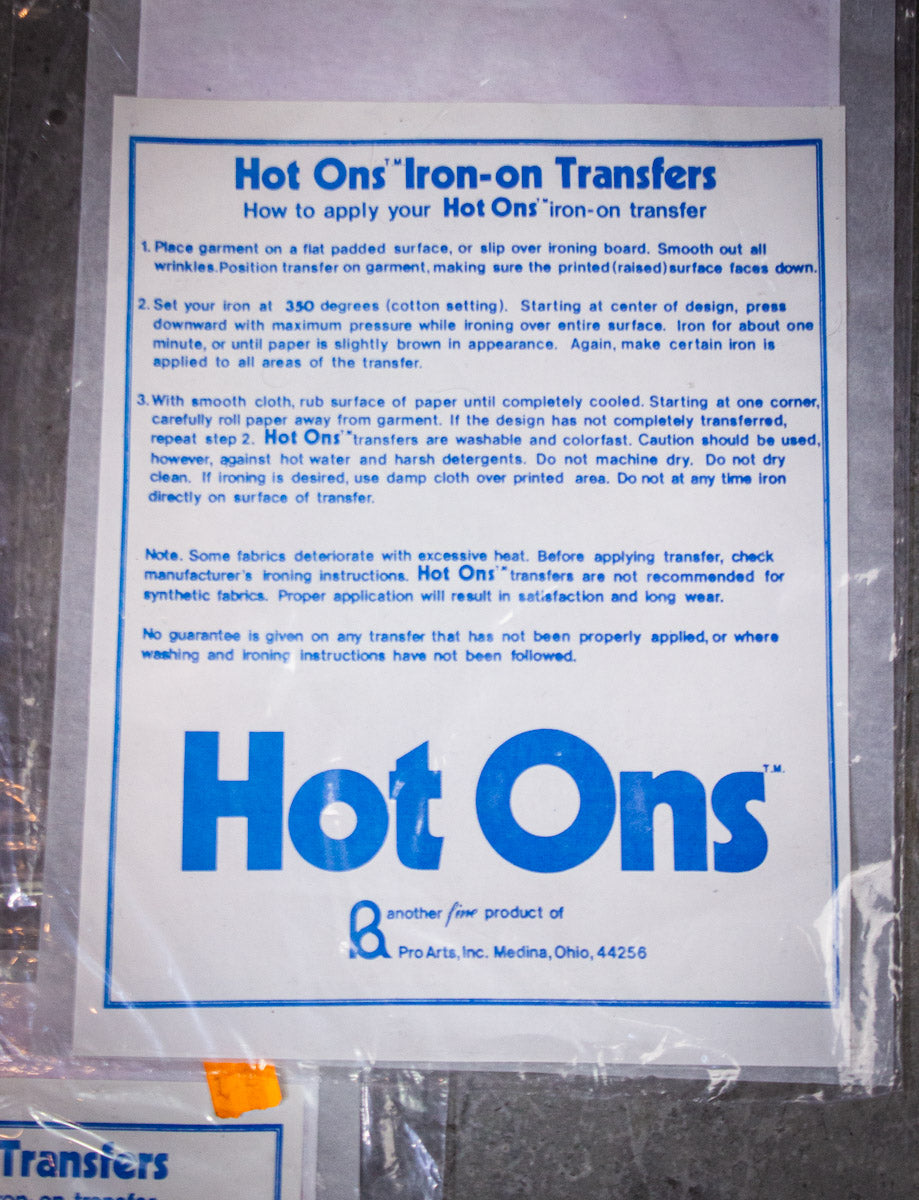 Hot Ons™ Iron-on Transfers
How to apply your Hot Ons™ iron-on transfer
1. Place garment on a flat padded surface, or slip over ironing board. Smooth out all
wrinkles. Position transfer on garment, making sure the printed (raised) surface faces down.
2. Set your iron at 350 degrees (cotton setting). Starting at center of design, press
downward with maximum pressure while ironing over entire surface. Iron for about one
minute, or until paper is slightly brown in appearance. Again, make certain iron is
applied to all areas of the transfer.
3. With smooth cloth, rub surface of paper until completely cooled. Starting at one corner,
carefully roll paper away from garment. If the design has not completely transferred,
repeat step 2. Hot Ons™ transfers are washable and colorfast. Caution should be used,
however, against hot water and harsh detergents. Do not machine dry. Do not dry
clean. If ironing is desired, use damp cloth over printed area. Do not at any time iron
directly on surface of transfer.
Note. Some fabrics deteriorate with excessive heat. Before applying transfer, check
manufacturer's ironing instructions. Hot Ons™ transfers are not recommended for
synthetic fabrics. Proper application will result in satisfaction and long wear.
No guarantee is given on any transfer that has not been properly applied, or where
washing and ironing instructions have not been followed.
Hot Ons T.M.
another fine product of
Pro Arts, Inc. Medina, Ohio, 44256
Transfers
iron-on transfer